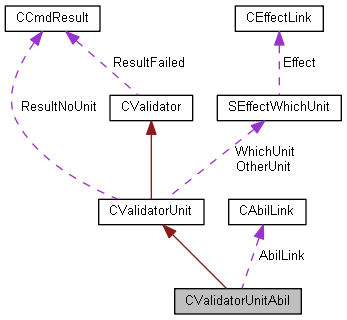 CCmdResult
CEffectLink
ResultFailed
Effect
ResultNoUnit
CValidator
SEffectWhichUnit
WhichUnit
OtherUnit
CValidatorUnit
CAbilLink
AbilLink
CValidatorUnitAbil